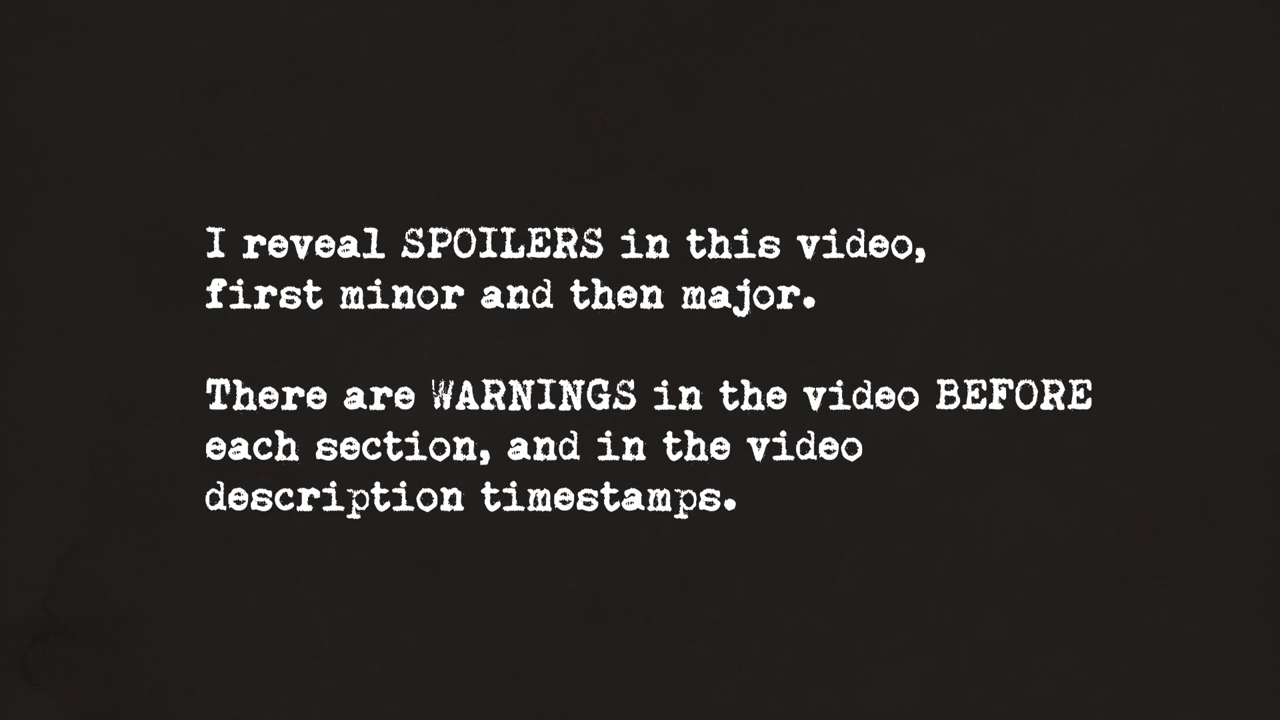 I reveal SPOILERS in this video,
first minor and then major.
There are WARNINGS in the video BEFORE
each section, and in the video
description timestamps.